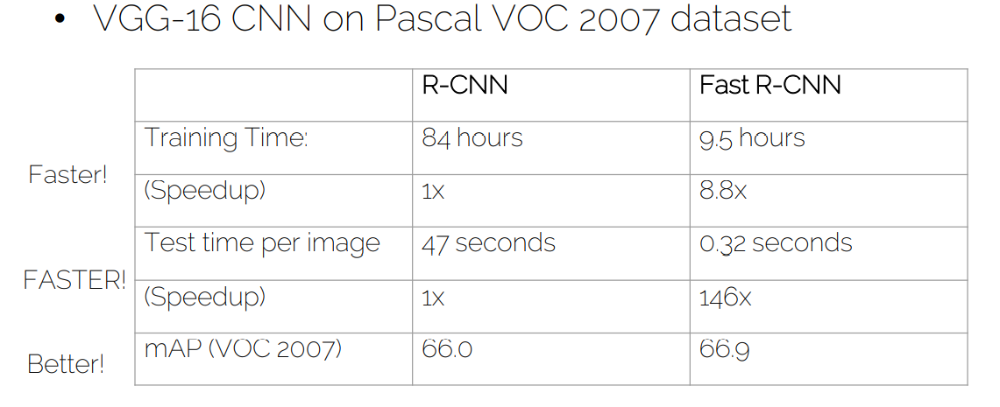 • VGG-16 CNN on Pascal VOC 2007 dataset
R-CNN Fast R-CNN
Training Time: 84 hours 9.5 hours
Faster!
(Speedup) 1x 8.8x
Test time per image 47 seconds 0.32 seconds
FASTER!
(Speedup) 1x 146x
mAP (VOC 2007) 66.0 66.9
Better!